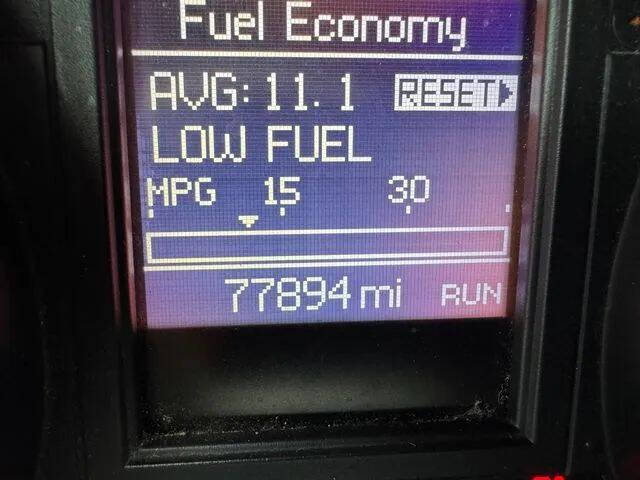 Fuel Economy
AVG: 11.1 RESET
LOW FUEL
MPG 15 30
77894 mi RUN